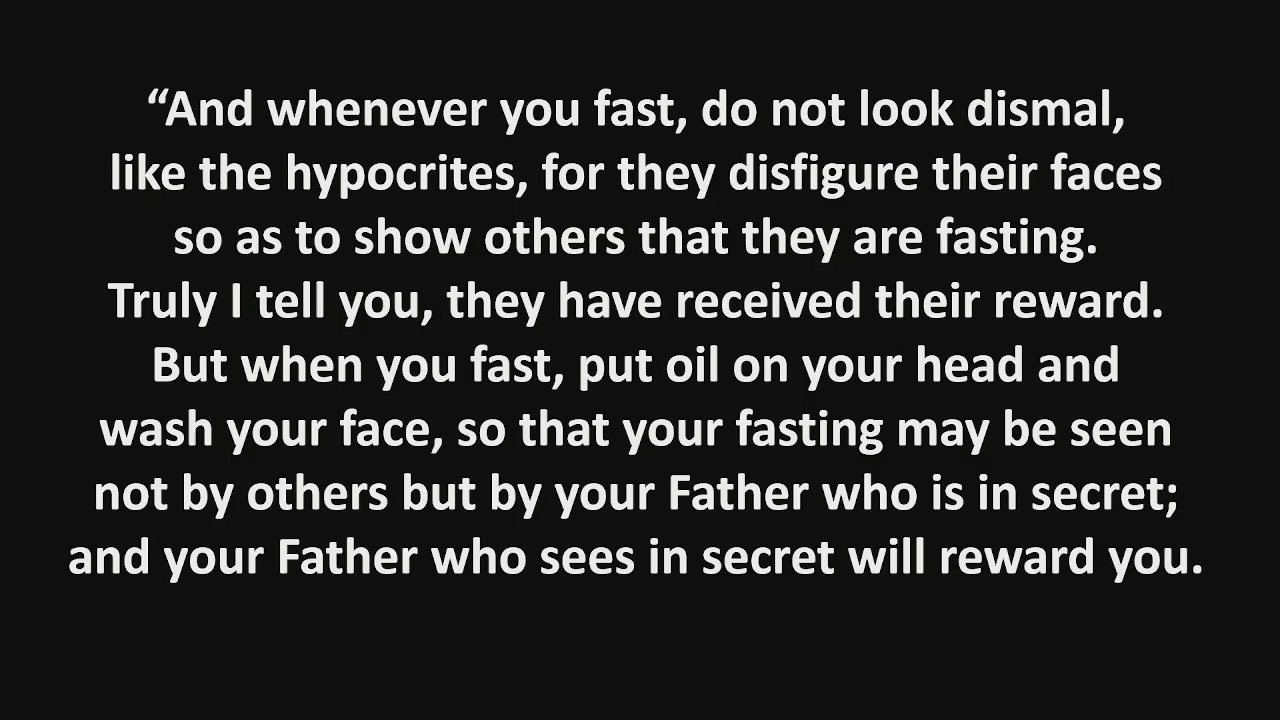 “And whenever you fast, do not look dismal,
like the hypocrites, for they disfigure their faces
so as to show others that they are fasting.
Truly I tell you, they have received their reward.
But when you fast, put oil on your head and
wash your face, so that your fasting may be seen
not by others but by your Father who is in secret;
and your Father who sees in secret will reward you.